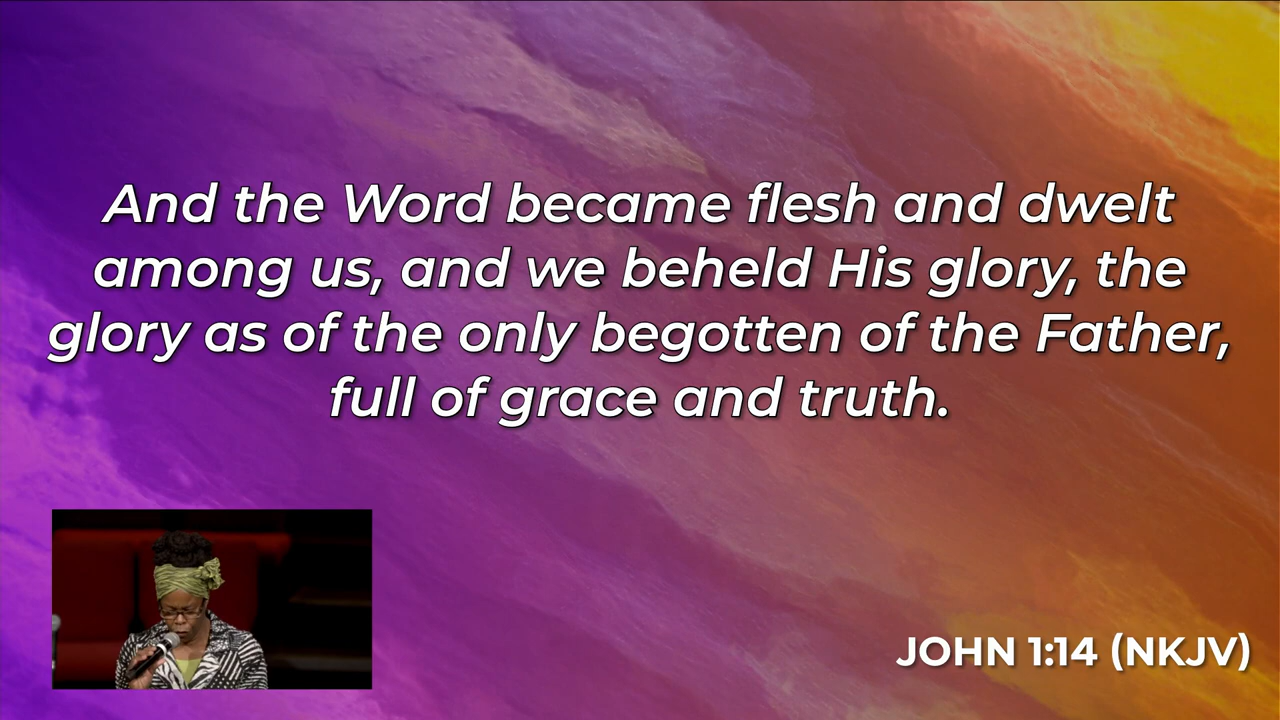 And the Word became flesh and dwelt
among us, and we beheld His glory, the
glory as of the only begotten of the Father,
full of grace and truth.
JOHN 1:14 (NKJV)